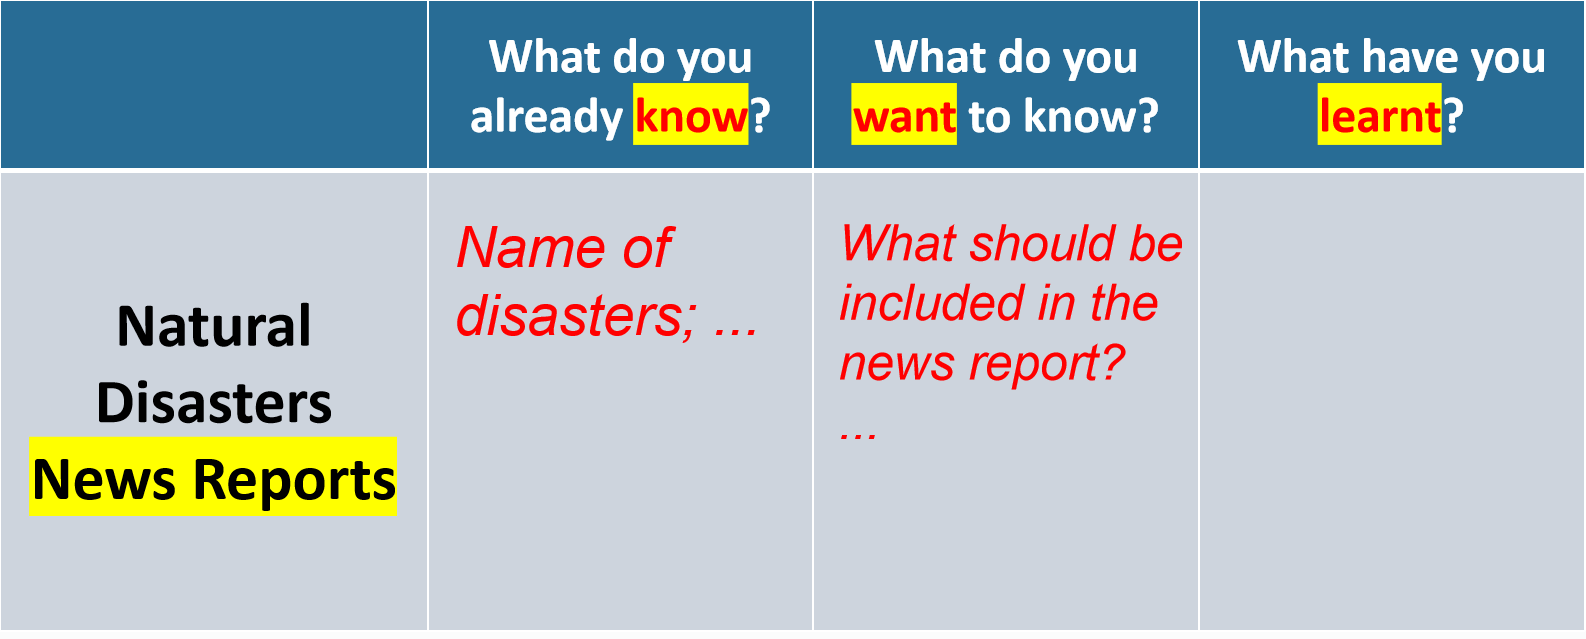 What do you
already know?
What do you
want to know?
What have you
learnt?
Natural
Disasters
News Reports
Name of
disasters; ...
What should be
included in the
news report?
...